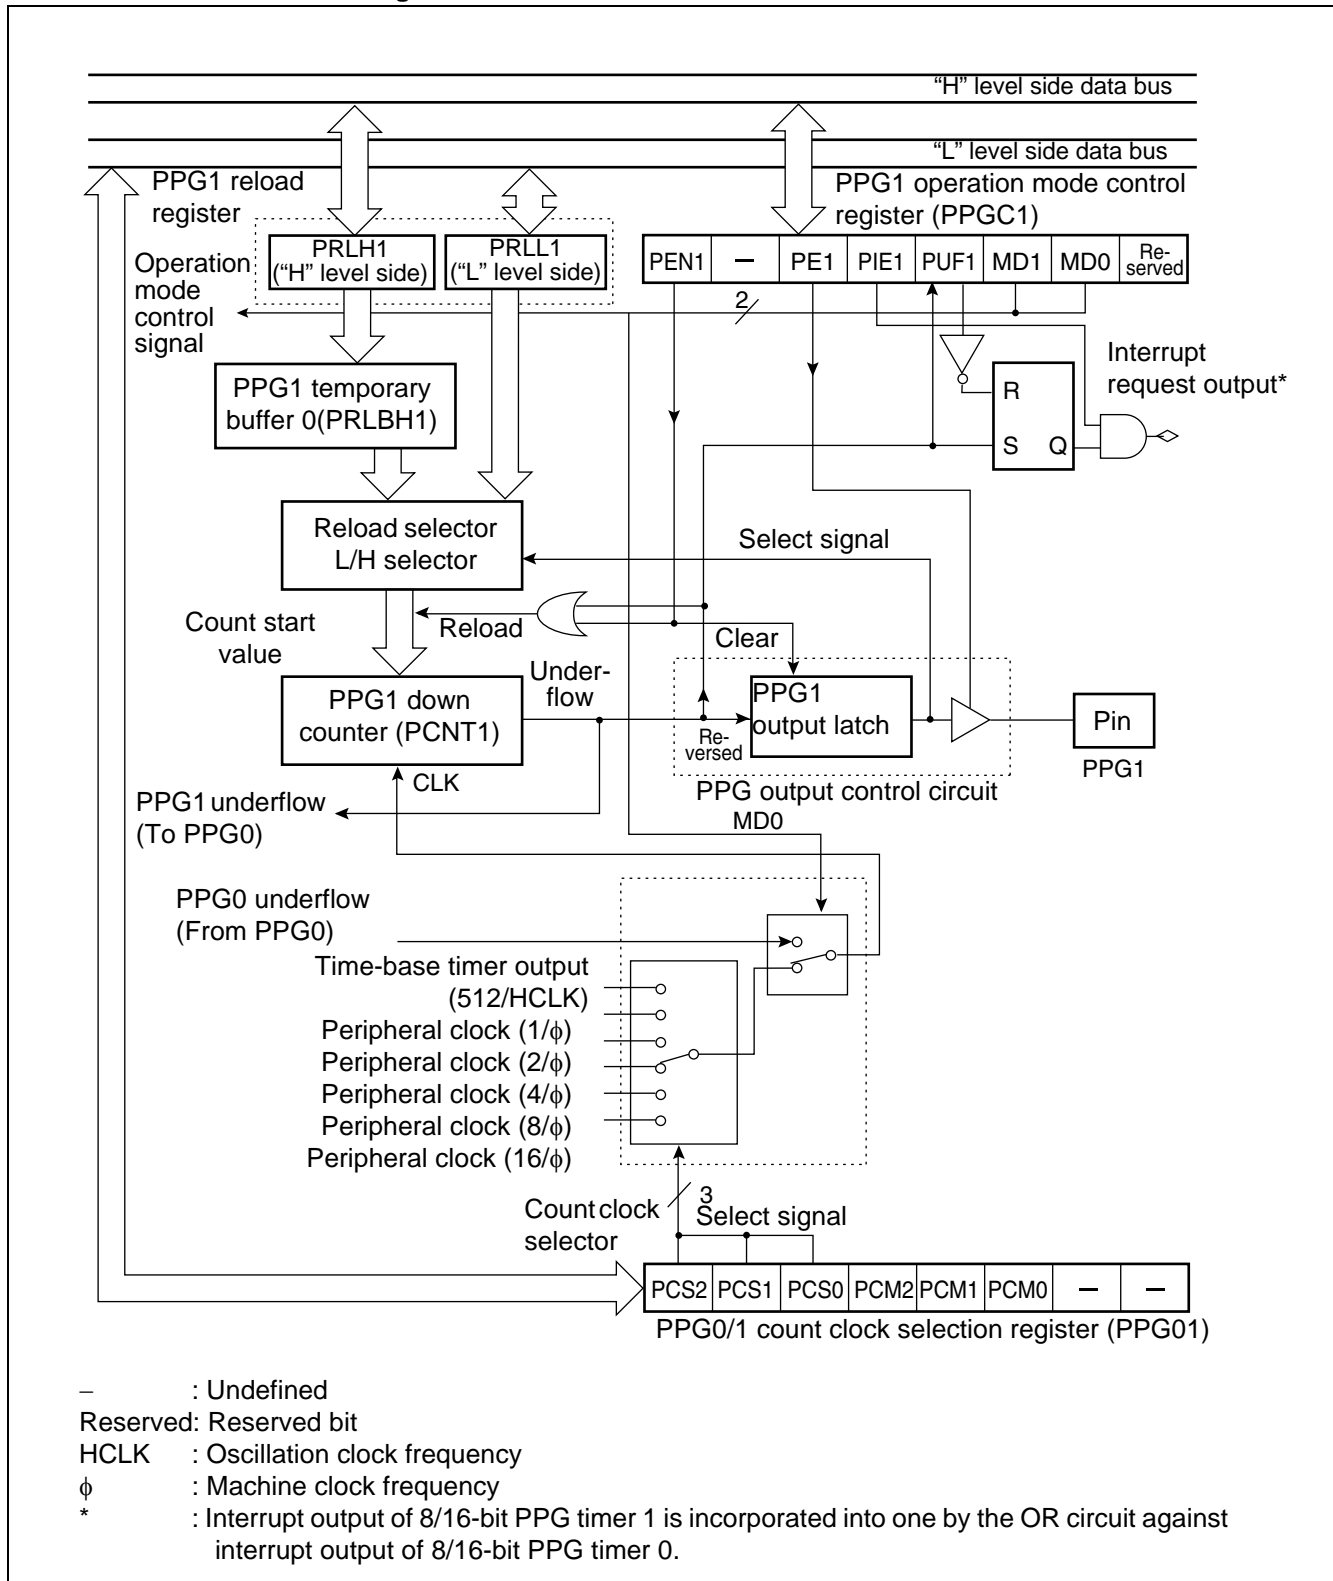 “H” level side data bus
“L” level side data bus
PPG1 reload
register
PPG1 operation mode control
register (PPGC1)
PRLH1
(“H” level side)
PRLL1
(“L” level side)
PEN1
–
PE1
PIE1
PUF1
MD1
MD0
Re-
served
Operation
mode
control
signal
2
Interrupt
request output*
PPG1 temporary
buffer 0(PRLBH1)
R
S
Q
Reload selector
L/H selector
Select signal
Count start
value
Reload
Clear
Under-
flow
PPG1 down
counter (PCNT1)
PPG1
output latch
Re-
versed
Pin
PPG1
CLK
PPG output control circuit
PPG1 underflow
(To PPG0)
MD0
PPG0 underflow
(From PPG0)
Time-base timer output
(512/HCLK)
Peripheral clock (1/ϕ)
Peripheral clock (2/ϕ)
Peripheral clock (4/ϕ)
Peripheral clock (8/ϕ)
Peripheral clock (16/ϕ)
3
Count clock
selector
Select signal
PCS2
PCS1
PCS0
PCM2
PCM1
PCM0
–
–
PPG0/1 count clock selection register (PPG01)
– : Undefined
Reserved: Reserved bit
HCLK : Oscillation clock frequency
ϕ : Machine clock frequency
* : Interrupt output of 8/16-bit PPG timer 1 is incorporated into one by the OR circuit against
interrupt output of 8/16-bit PPG timer 0.